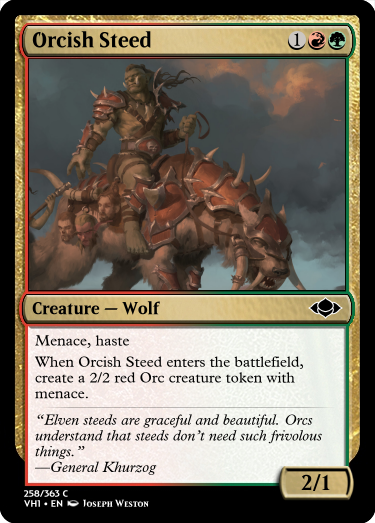 Orcish Steed 1
Creature — Wolf
Menace, haste
When Orcish Steed enters the battlefield,
create a 2/2 red Orc creature token with
menace.
“Elven steeds are graceful and beautiful. Orcs
understand that steeds don’t need such frivolous
things.”
—General Khurzog
2/1
258/363 C
VH1 • EN Joseph Weston